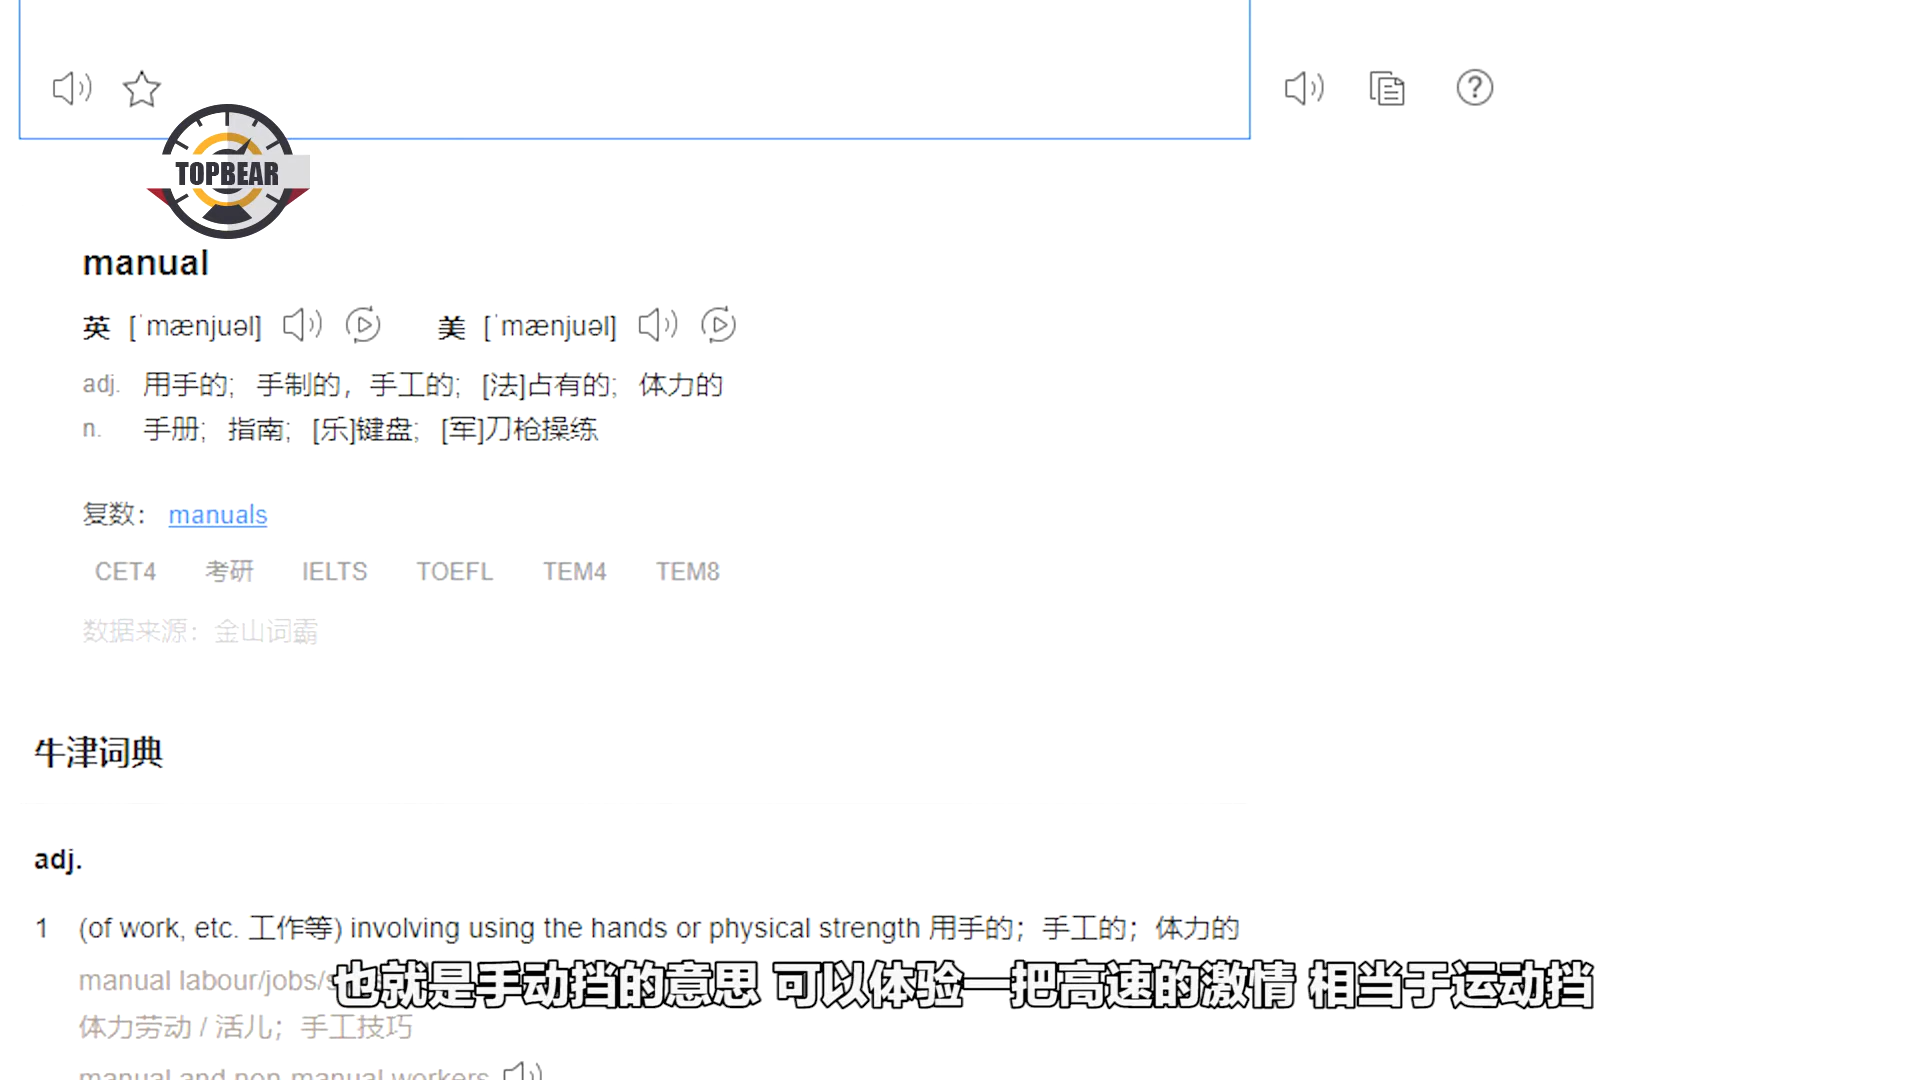 TOPBEAR
manual
英 [ˈmænjuəl] 美 [ˈmænjuəl]
adj. 用手的; 手制的, 手工的; [法]占有的; 体力的
n. 手册; 指南; [乐]键盘; [军]刀枪操练
复数: manuals
CET4 考研 IELTS TOEFL TEM4 TEM8
数据来源: 金山词霸
牛津词典
adj.
1 (of work, etc. 工作等) involving using the hands or physical strength 用手的; 手工的; 体力的
manual labour/jobs/
也就是手动挡的意思 可以体验一把高速的激情 相当于运动挡
体力劳动 / 活儿; 手工技巧
manual and non-manual workers